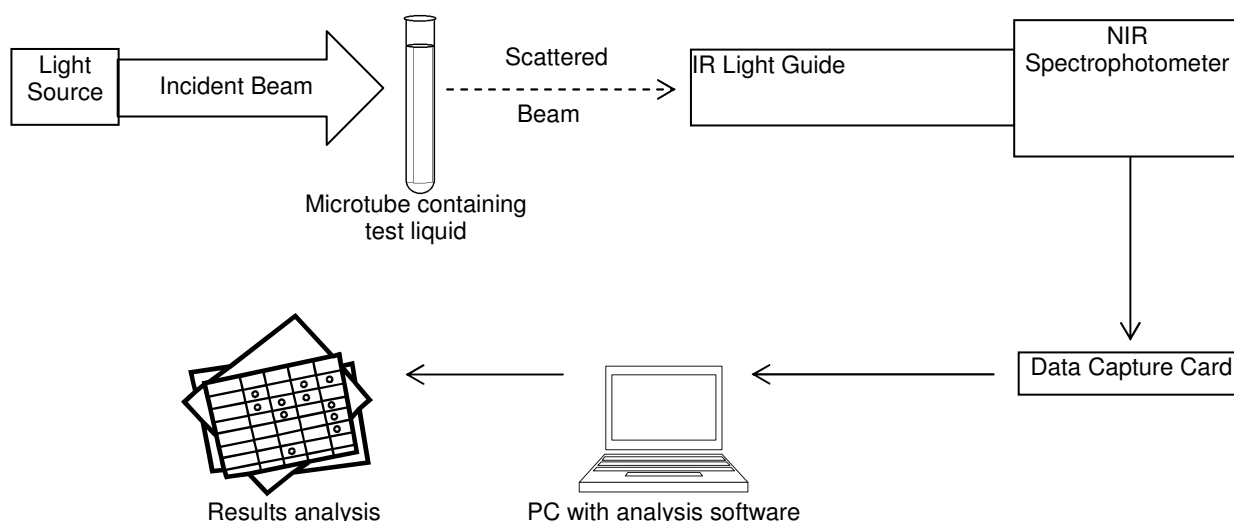 Light
Source
Incident Beam
Microtube containing
test liquid
Scattered
Beam
IR Light Guide
NIR
Spectrophotometer
Data Capture Card
PC with analysis software
Results analysis